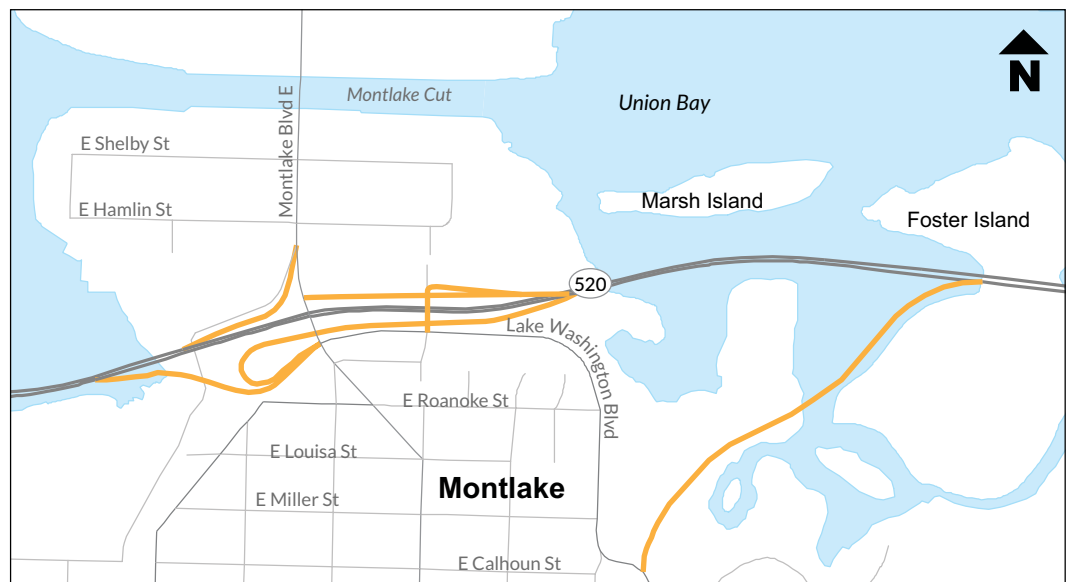 N
Montlake Cut
Union Bay
E Shelby St
Montlake Blvd E
Marsh Island
E Hamlin St
Foster Island
520
Lake Washington Blvd
E Roanoke St
E Louisa St
Montlake
E Miller St
E Calhoun St